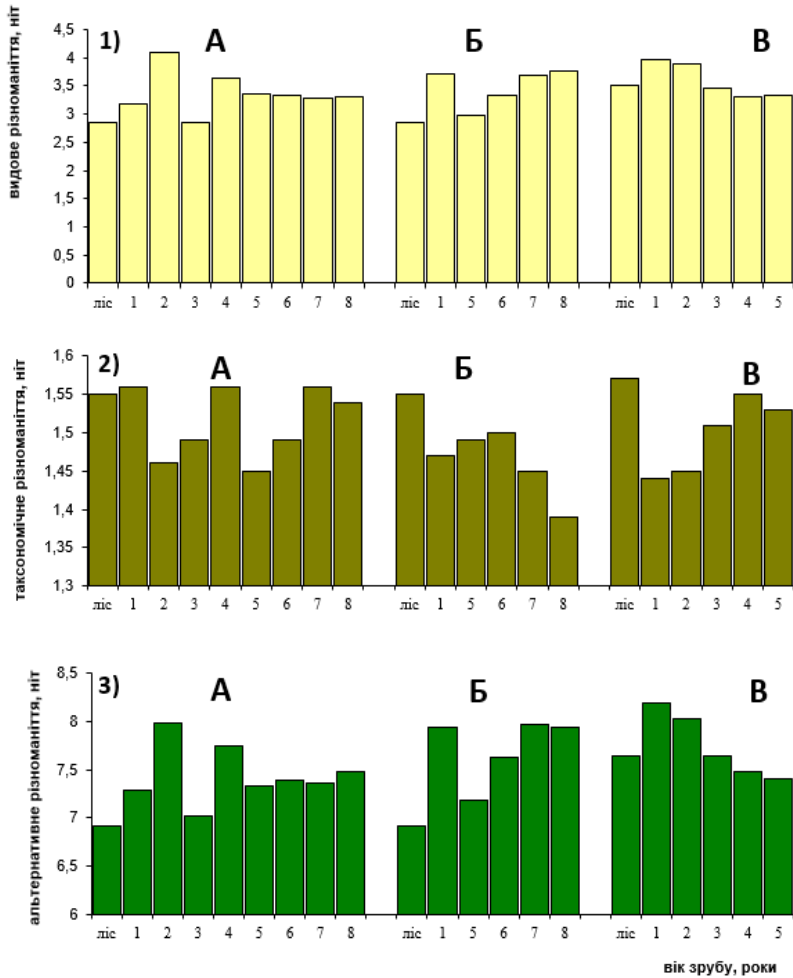 1) А Б В
видове різноманіття, ніт
4,5
4
3,5
3
2,5
2
1,5
1
0,5
0
ліс 1 2 3 4 5 6 7 8 ліс 1 5 6 7 8 ліс 1 2 3 4 5
2) А Б В
таксономічне різноманіття, ніт
1,6
1,55
1,5
1,45
1,4
1,35
1,3
ліс 1 2 3 4 5 6 7 8 ліс 1 5 6 7 8 ліс 1 2 3 4 5
3) А Б В
альтернативне різноманіття, ніт
8,5
8
7,5
7
6,5
6
ліс 1 2 3 4 5 6 7 8 ліс 1 5 6 7 8 ліс 1 2 3 4 5
вік зрубу, роки